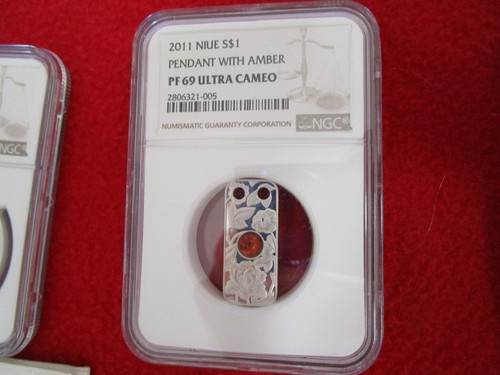 2011 NIUE S$1
PENDANT WITH AMBER
PF 69 ULTRA CAMEO
2806321-005
NUMISMATIC GUARANTY CORPORATION
NGC®
NGC